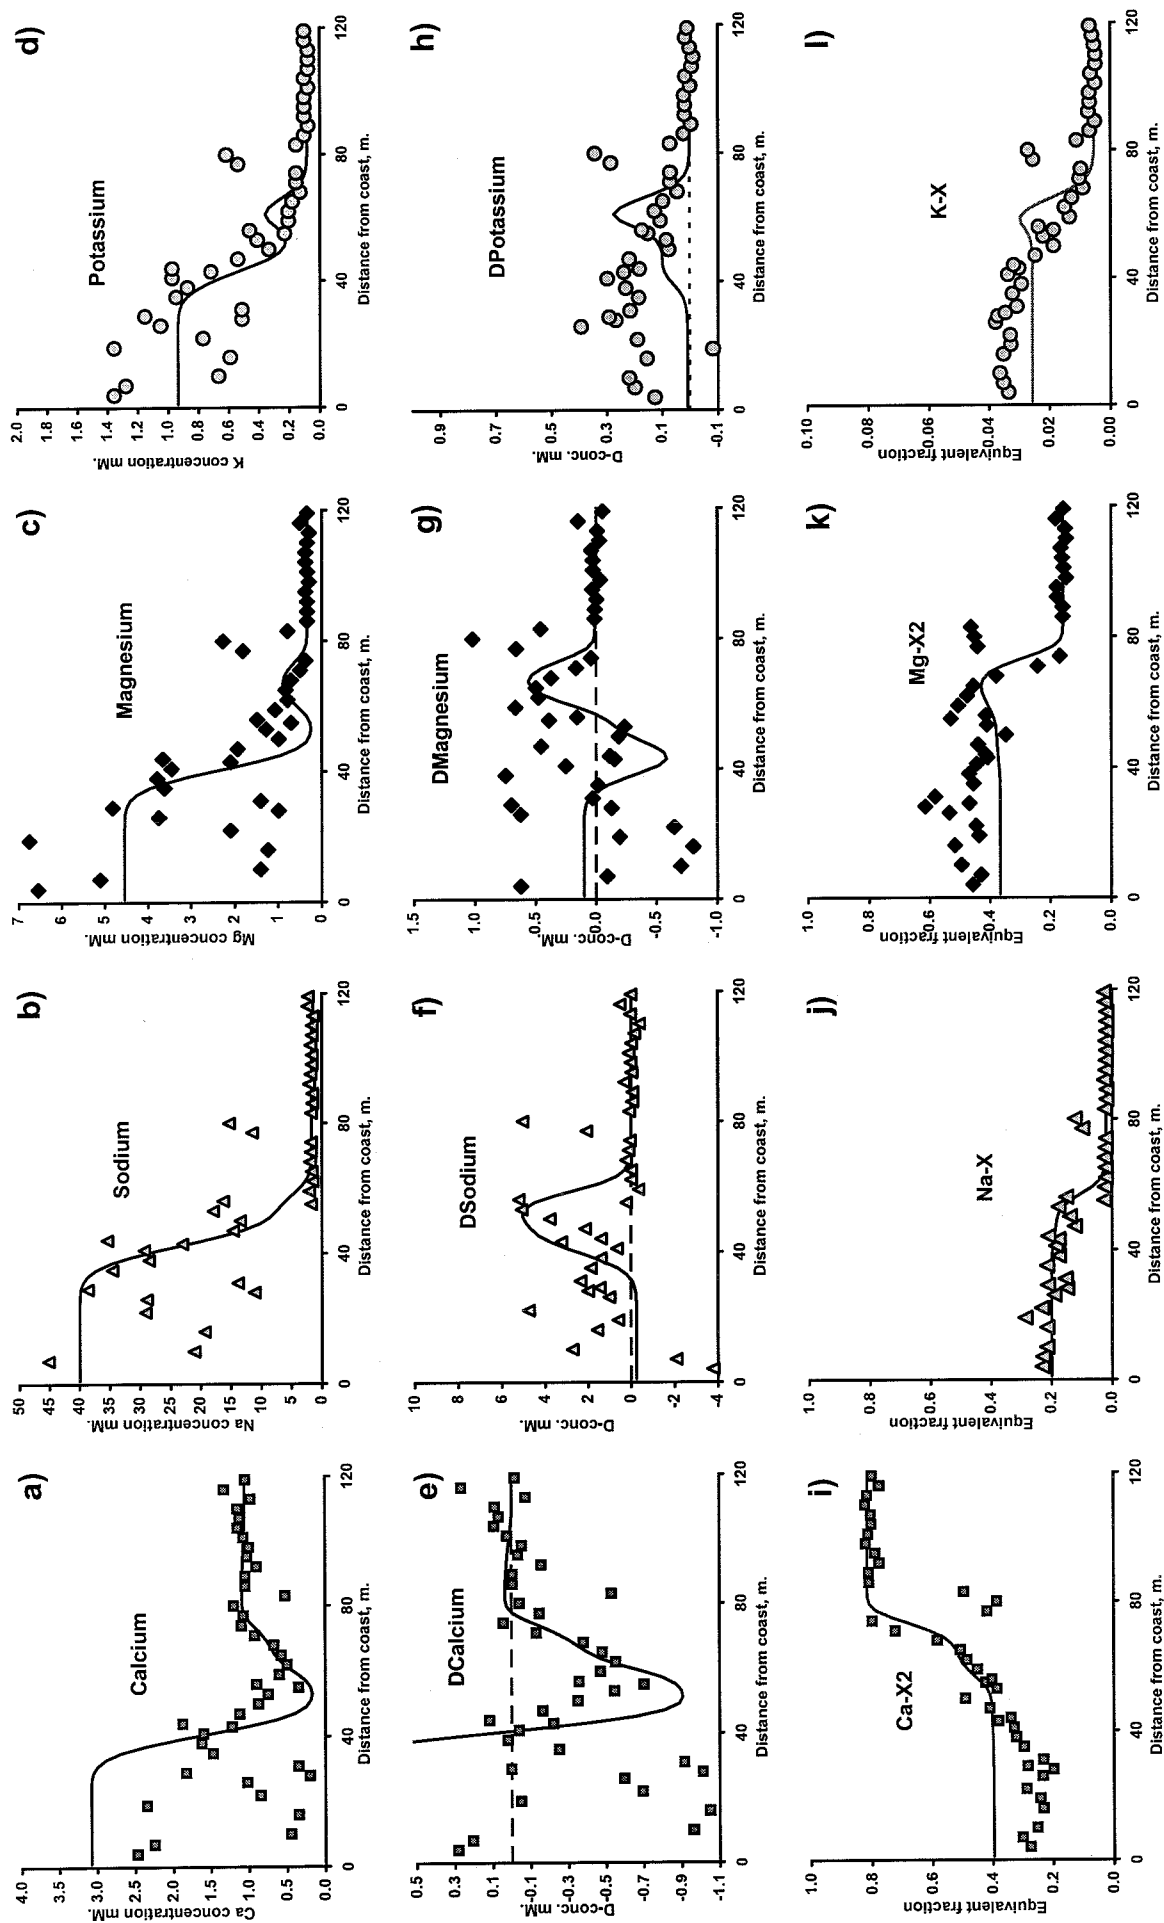 a)
Calcium
Ca concentration mM.
4.0
3.5
3.0
2.5
2.0
1.5
1.0
0.5
0.0
0
40
80
120
Distance from coast, m.
b)
Sodium
Na concentration mM.
50
45
40
35
30
25
20
15
10
5
0
0
40
80
120
Distance from coast, m.
c)
Magnesium
Mg concentration mM.
7
6
5
4
3
2
1
0
0
40
80
120
Distance from coast, m.
d)
Potassium
K concentration mM.
2.0
1.8
1.6
1.4
1.2
1.0
0.8
0.6
0.4
0.2
0.0
0
40
80
120
Distance from coast, m.
e)
DCalcium
D-conc. mM.
0.5
0.3
0.1
-0.1
-0.3
-0.5
-0.7
-0.9
-1.1
0
40
80
120
Distance from coast, m.
f)
DSodium
D-conc. mM.
10
8
6
4
2
0
-2
-4
0
40
80
120
Distance from coast, m.
g)
DMagnesium
D-conc. mM.
1.5
1.0
0.5
0.0
-0.5
-1.0
0
40
80
120
Distance from coast, m.
h)
DPotassium
D-conc. mM.
0.9
0.7
0.5
0.3
0.1
-0.1
0
40
80
120
Distance from coast, m.
i)
Ca-X2
Equivalent fraction
1.0
0.8
0.6
0.4
0.2
0.0
0
40
80
120
Distance from coast, m.
j)
Na-X
Equivalent fraction
1.0
0.8
0.6
0.4
0.2
0.0
0
40
80
120
Distance from coast, m.
k)
Mg-X2
Equivalent fraction
1.0
0.8
0.6
0.4
0.2
0.0
0
40
80
120
Distance from coast, m.
l)
K-X
Equivalent fraction
0.10
0.08
0.06
0.04
0.02
0.00
0
40
80
120
Distance from coast, m.